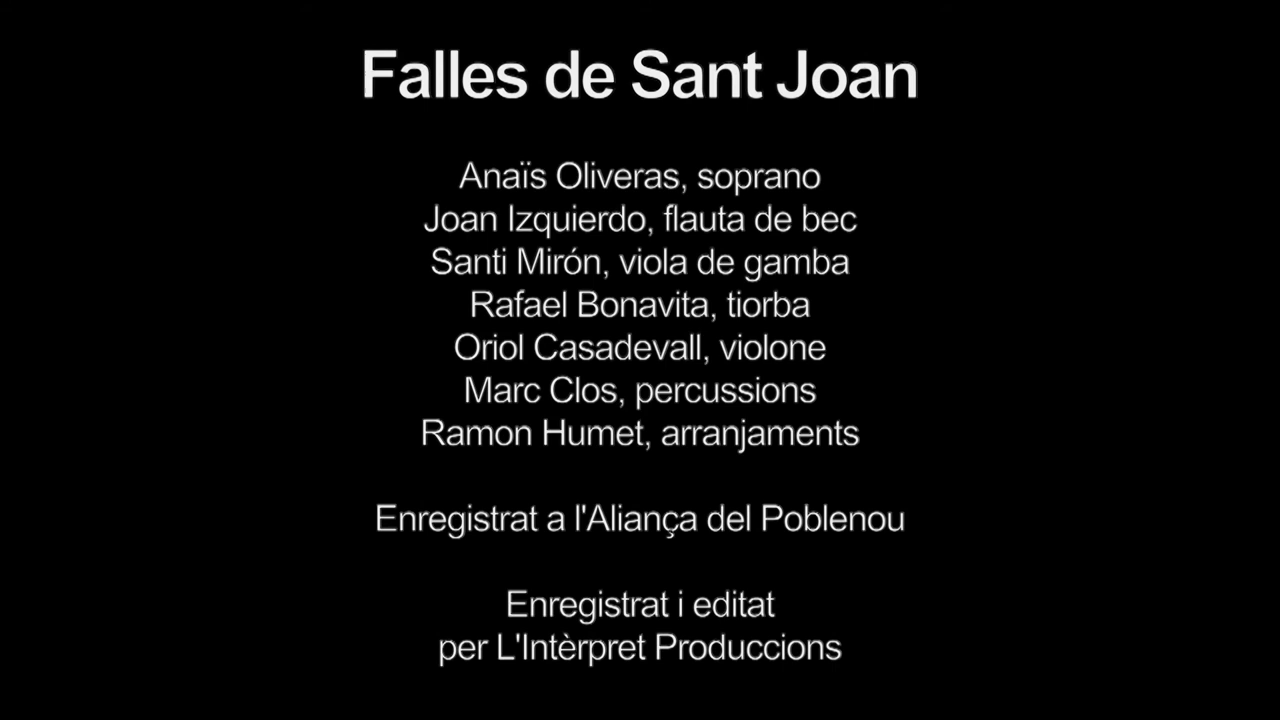 Falles de Sant Joan
Anaïs Oliveras, soprano
Joan Izquierdo, flauta de bec
Santi Mirón, viola de gamba
Rafael Bonavita, tiorba
Oriol Casadevall, violone
Marc Clos, percussions
Ramon Humet, arranjaments
Enregistrat a l'Aliança del Poblenou
Enregistrat i editat
per L'Intèrpret Produccions